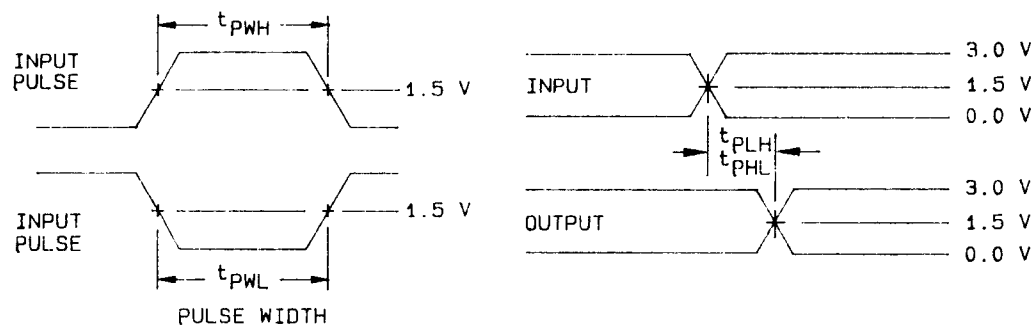 tPWH
INPUT
PULSE
1.5 V
INPUT
PULSE
1.5 V
tPWL
PULSE WIDTH
3.0 V
INPUT
1.5 V
0.0 V
tPLH
tPHL
3.0 V
OUTPUT
1.5 V
0.0 V